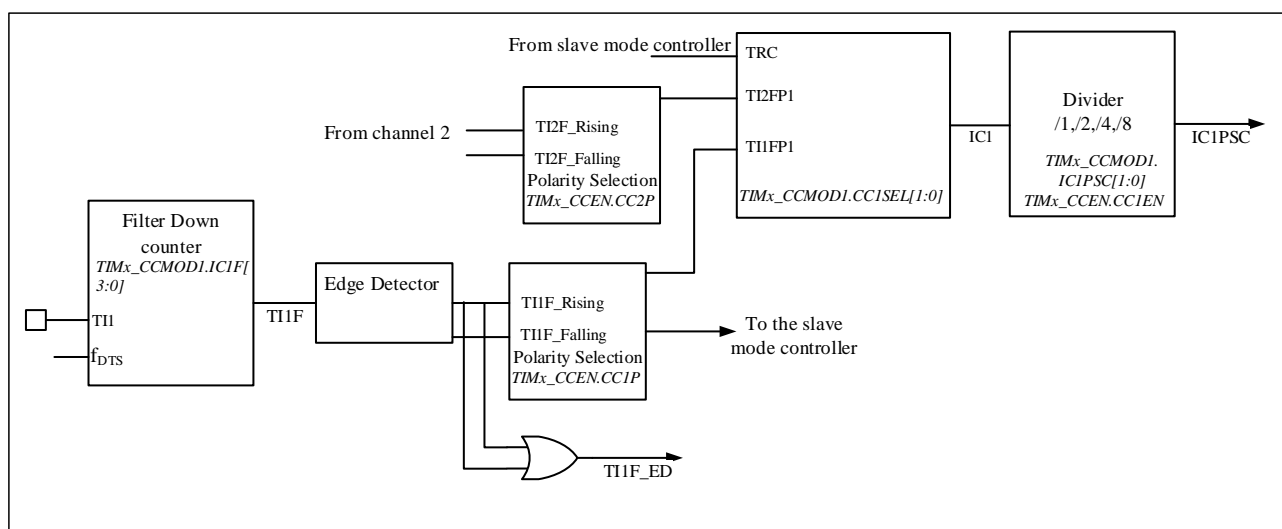 From slave mode controller
TRC
TI2FP1
TI1FP1
TIMx_CCMOD1.CC1SEL[1:0]
IC1
Divider
/1,/2,/4,/8
TIMx_CCMOD1.
IC1PSC[1:0]
TIMx_CCEN.CC1EN
IC1PSC
From channel 2
TI2F_Rising
TI2F_Falling
Polarity Selection
TIMx_CCEN.CC2P
Filter Down
counter
TIMx_CCMOD1.IC1F[
3:0]
TI1
fDTS
TI1F
Edge Detector
TI1F_Rising
TI1F_Falling
Polarity Selection
TIMx_CCEN.CC1P
To the slave
mode controller
TI1F_ED